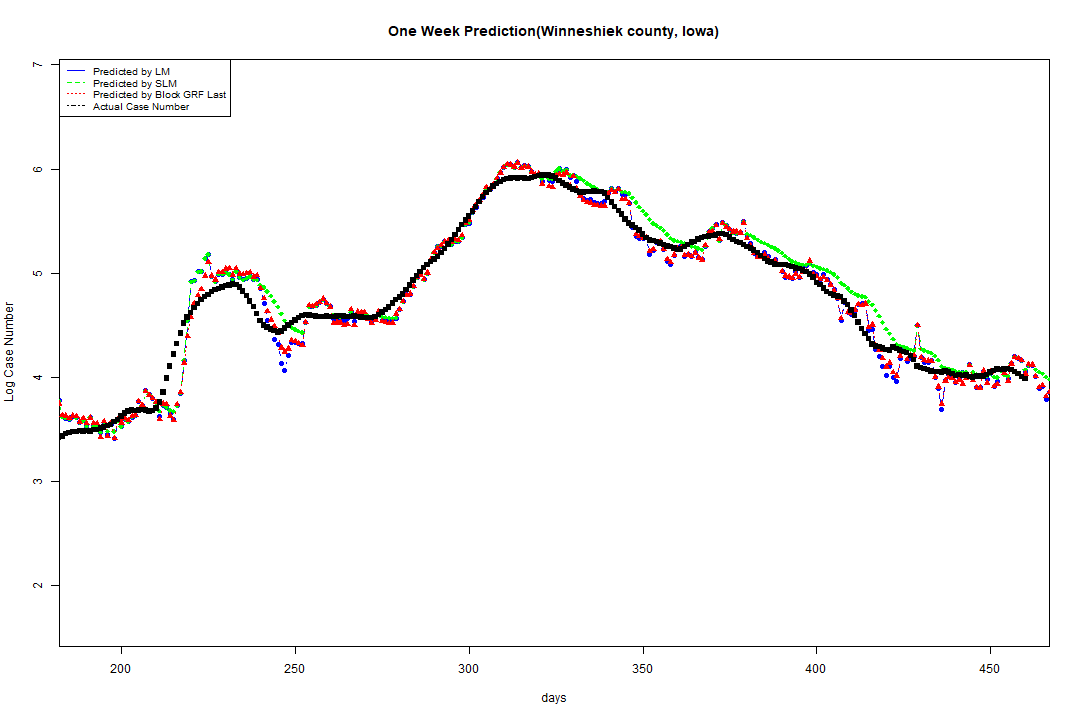 One Week Prediction(Winneshiek county, Iowa)
Predicted by LM
Predicted by SLM
Predicted by Block GRF Last
Actual Case Number
7
6
5
4
3
2
Log Case Number
200 250 300 350 400 450
days